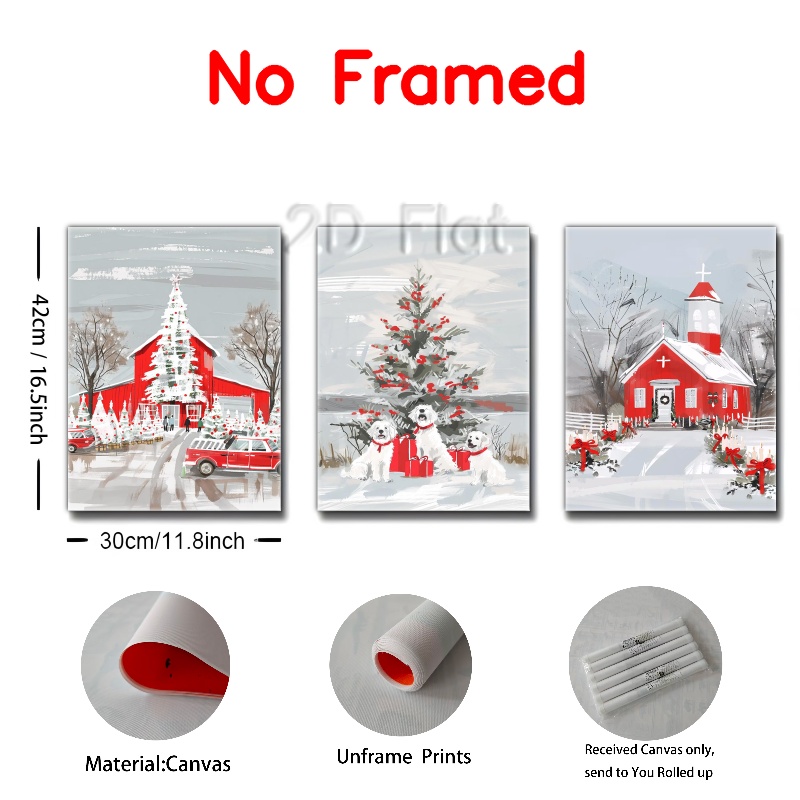 No Framed
2D Flat
42cm / 16.5inch
30cm/11.8inch
Material:Canvas
Unframe Prints
Received Canvas only,
send to You Rolled up